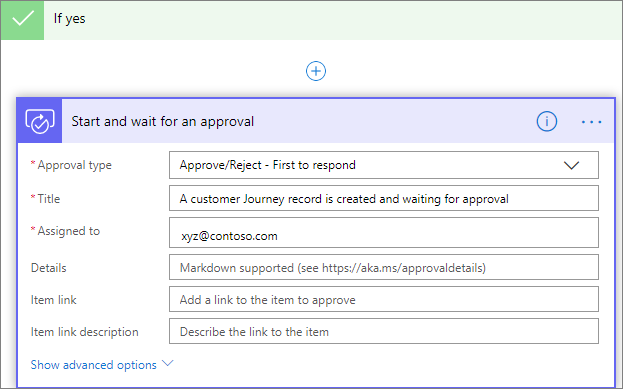 If yes
Start and wait for an approval
* Approval type Approve/Reject - First to respond
* Title A customer Journey record is created and waiting for approval
* Assigned to xyz@contoso.com
Details Markdown supported (see https://aka.ms/approvaldetails)
Item link Add a link to the item to approve
Item link description Describe the link to the item
Show advanced options